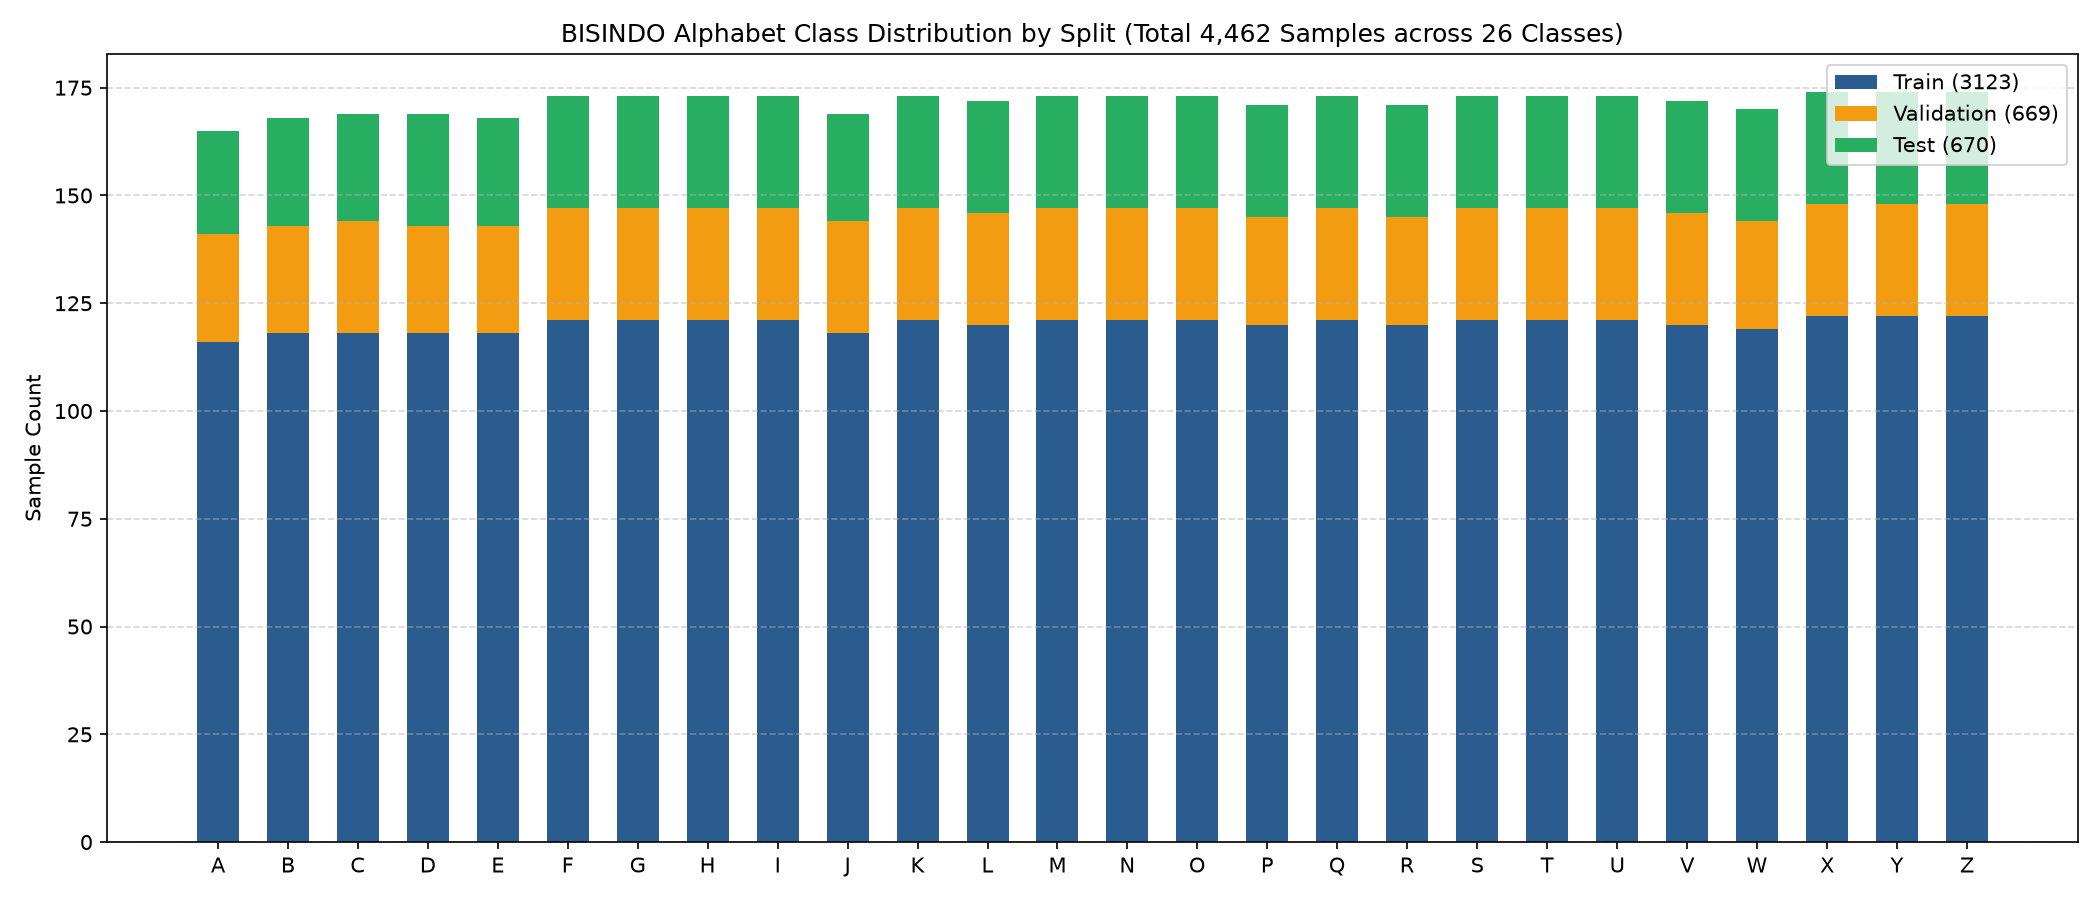 BISINDO Alphabet Class Distribution by Split (Total 4,462 Samples across 26 Classes)
Train (3123)
Validation (669)
Test (670)
Sample Count
175
150
125
100
75
50
25
0
A B C D E F G H I J K L M N O P Q R S T U V W X Y Z